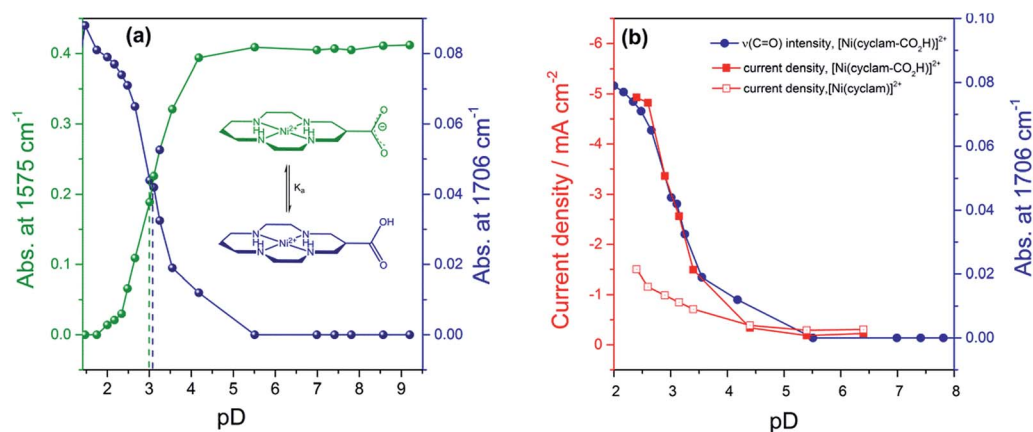 (a)
Abs. at 1575 cm⁻¹
0.4
0.3
0.2
0.1
0.0
2 3 4 5 6 7 8 9
pD
0.08
0.06
0.04
0.02
0.00
Abs. at 1706 cm⁻¹
N N O
HNi²⁺H ⊖
N N O
Kₐ
N N OH
HNi²⁺H
N N O
(b)
ν(C=O) intensity, [Ni(cyclam-CO₂H)]²⁺
current density, [Ni(cyclam-CO₂H)]²⁺
current density,[Ni(cyclam)]²⁺
Current density / mA cm⁻²
-6
-5
-4
-3
-2
-1
0
2 3 4 5 6 7 8
pD
0.10
0.08
0.06
0.04
0.02
0.00
Abs. at 1706 cm⁻¹